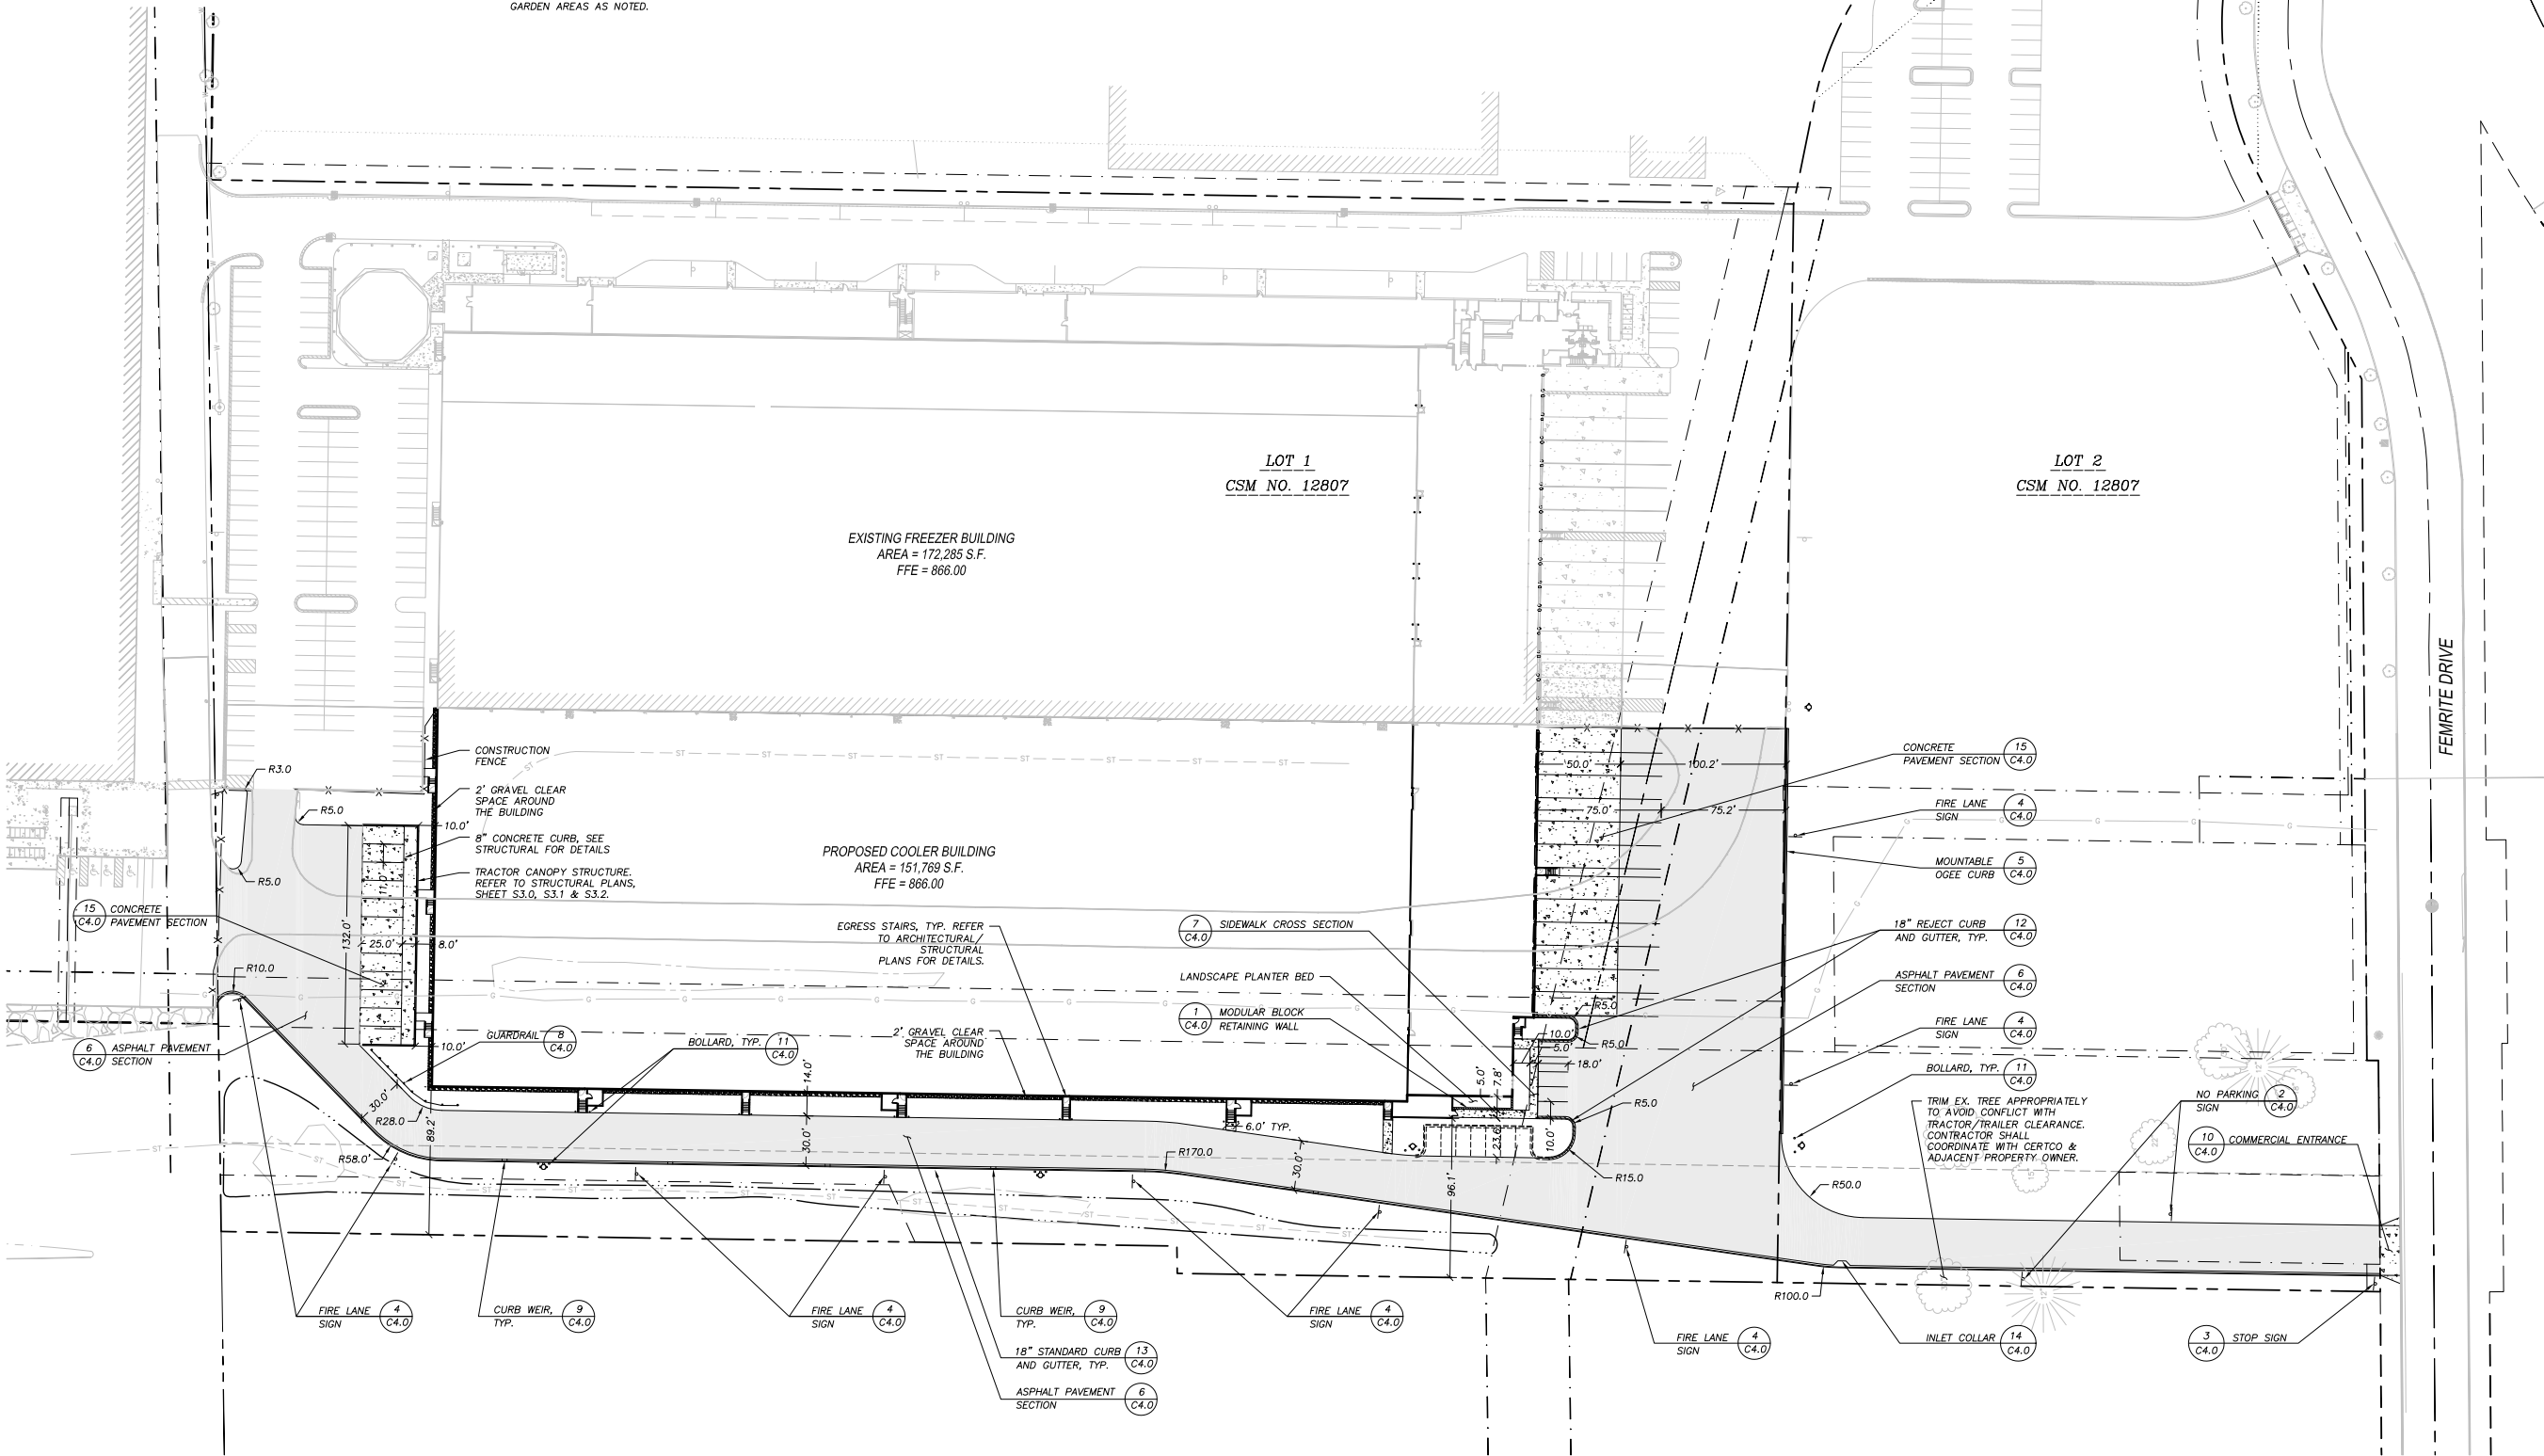 GARDEN AREAS AS NOTED.
LOT 1
CSM NO. 12807
LOT 2
CSM NO. 12807
EXISTING FREEZER BUILDING
AREA = 172,285 S.F.
FFE = 866.00
FEMRITE DRIVE
CONSTRUCTION
FENCE
2' GRAVEL CLEAR
SPACE AROUND
THE BUILDING
8" CONCRETE CURB, SEE
STRUCTURAL FOR DETAILS
TRACTOR CANOPY STRUCTURE.
REFER TO STRUCTURAL PLANS,
SHEET S3.0, S3.1 & S3.2.
R3.0
R5.0
10.0'
R5.0
11.0'
132.0'
25.0'
8.0'
15
C4.0
CONCRETE
PAVEMENT SECTION
R10.0
6
C4.0
ASPHALT PAVEMENT
SECTION
10.0'
GUARDRAIL
8
C4.0
30.0'
R28.0
R58.0'
89.2'
PROPOSED COOLER BUILDING
AREA = 151,769 S.F.
FFE = 866.00
EGRESS STAIRS, TYP. REFER
TO ARCHITECTURAL/
STRUCTURAL
PLANS FOR DETAILS.
BOLLARD, TYP.
11
C4.0
2' GRAVEL CLEAR
SPACE AROUND
THE BUILDING
14.0'
30.0'
7
C4.0
SIDEWALK CROSS SECTION
LANDSCAPE PLANTER BED
1
C4.0
MODULAR BLOCK
RETAINING WALL
50.0'
100.2'
75.0'
75.2'
R5.0
10.0'
R5.0
5.0'
18.0'
5.0'
7.8'
R5.0
6.0' TYP.
23.6'
10.0'
R170.0
30.0'
R15.0
96.1'
CONCRETE
PAVEMENT SECTION
15
C4.0
FIRE LANE
SIGN
4
C4.0
MOUNTABLE
OGEE CURB
5
C4.0
18" REJECT CURB
AND GUTTER, TYP.
12
C4.0
ASPHALT PAVEMENT
SECTION
6
C4.0
FIRE LANE
SIGN
4
C4.0
BOLLARD, TYP.
11
C4.0
TRIM EX. TREE APPROPRIATELY
TO AVOID CONFLICT WITH
TRACTOR/TRAILER CLEARANCE.
CONTRACTOR SHALL
COORDINATE WITH CERTCO &
ADJACENT PROPERTY OWNER.
NO PARKING
SIGN
2
C4.0
10
C4.0
COMMERCIAL ENTRANCE
R50.0
R100.0
FIRE LANE
SIGN
4
C4.0
CURB WEIR,
TYP.
9
C4.0
FIRE LANE
SIGN
4
C4.0
CURB WEIR,
TYP.
9
C4.0
18" STANDARD CURB
AND GUTTER, TYP.
13
C4.0
ASPHALT PAVEMENT
SECTION
6
C4.0
FIRE LANE
SIGN
4
C4.0
FIRE LANE
SIGN
4
C4.0
INLET COLLAR
14
C4.0
3
C4.0
STOP SIGN